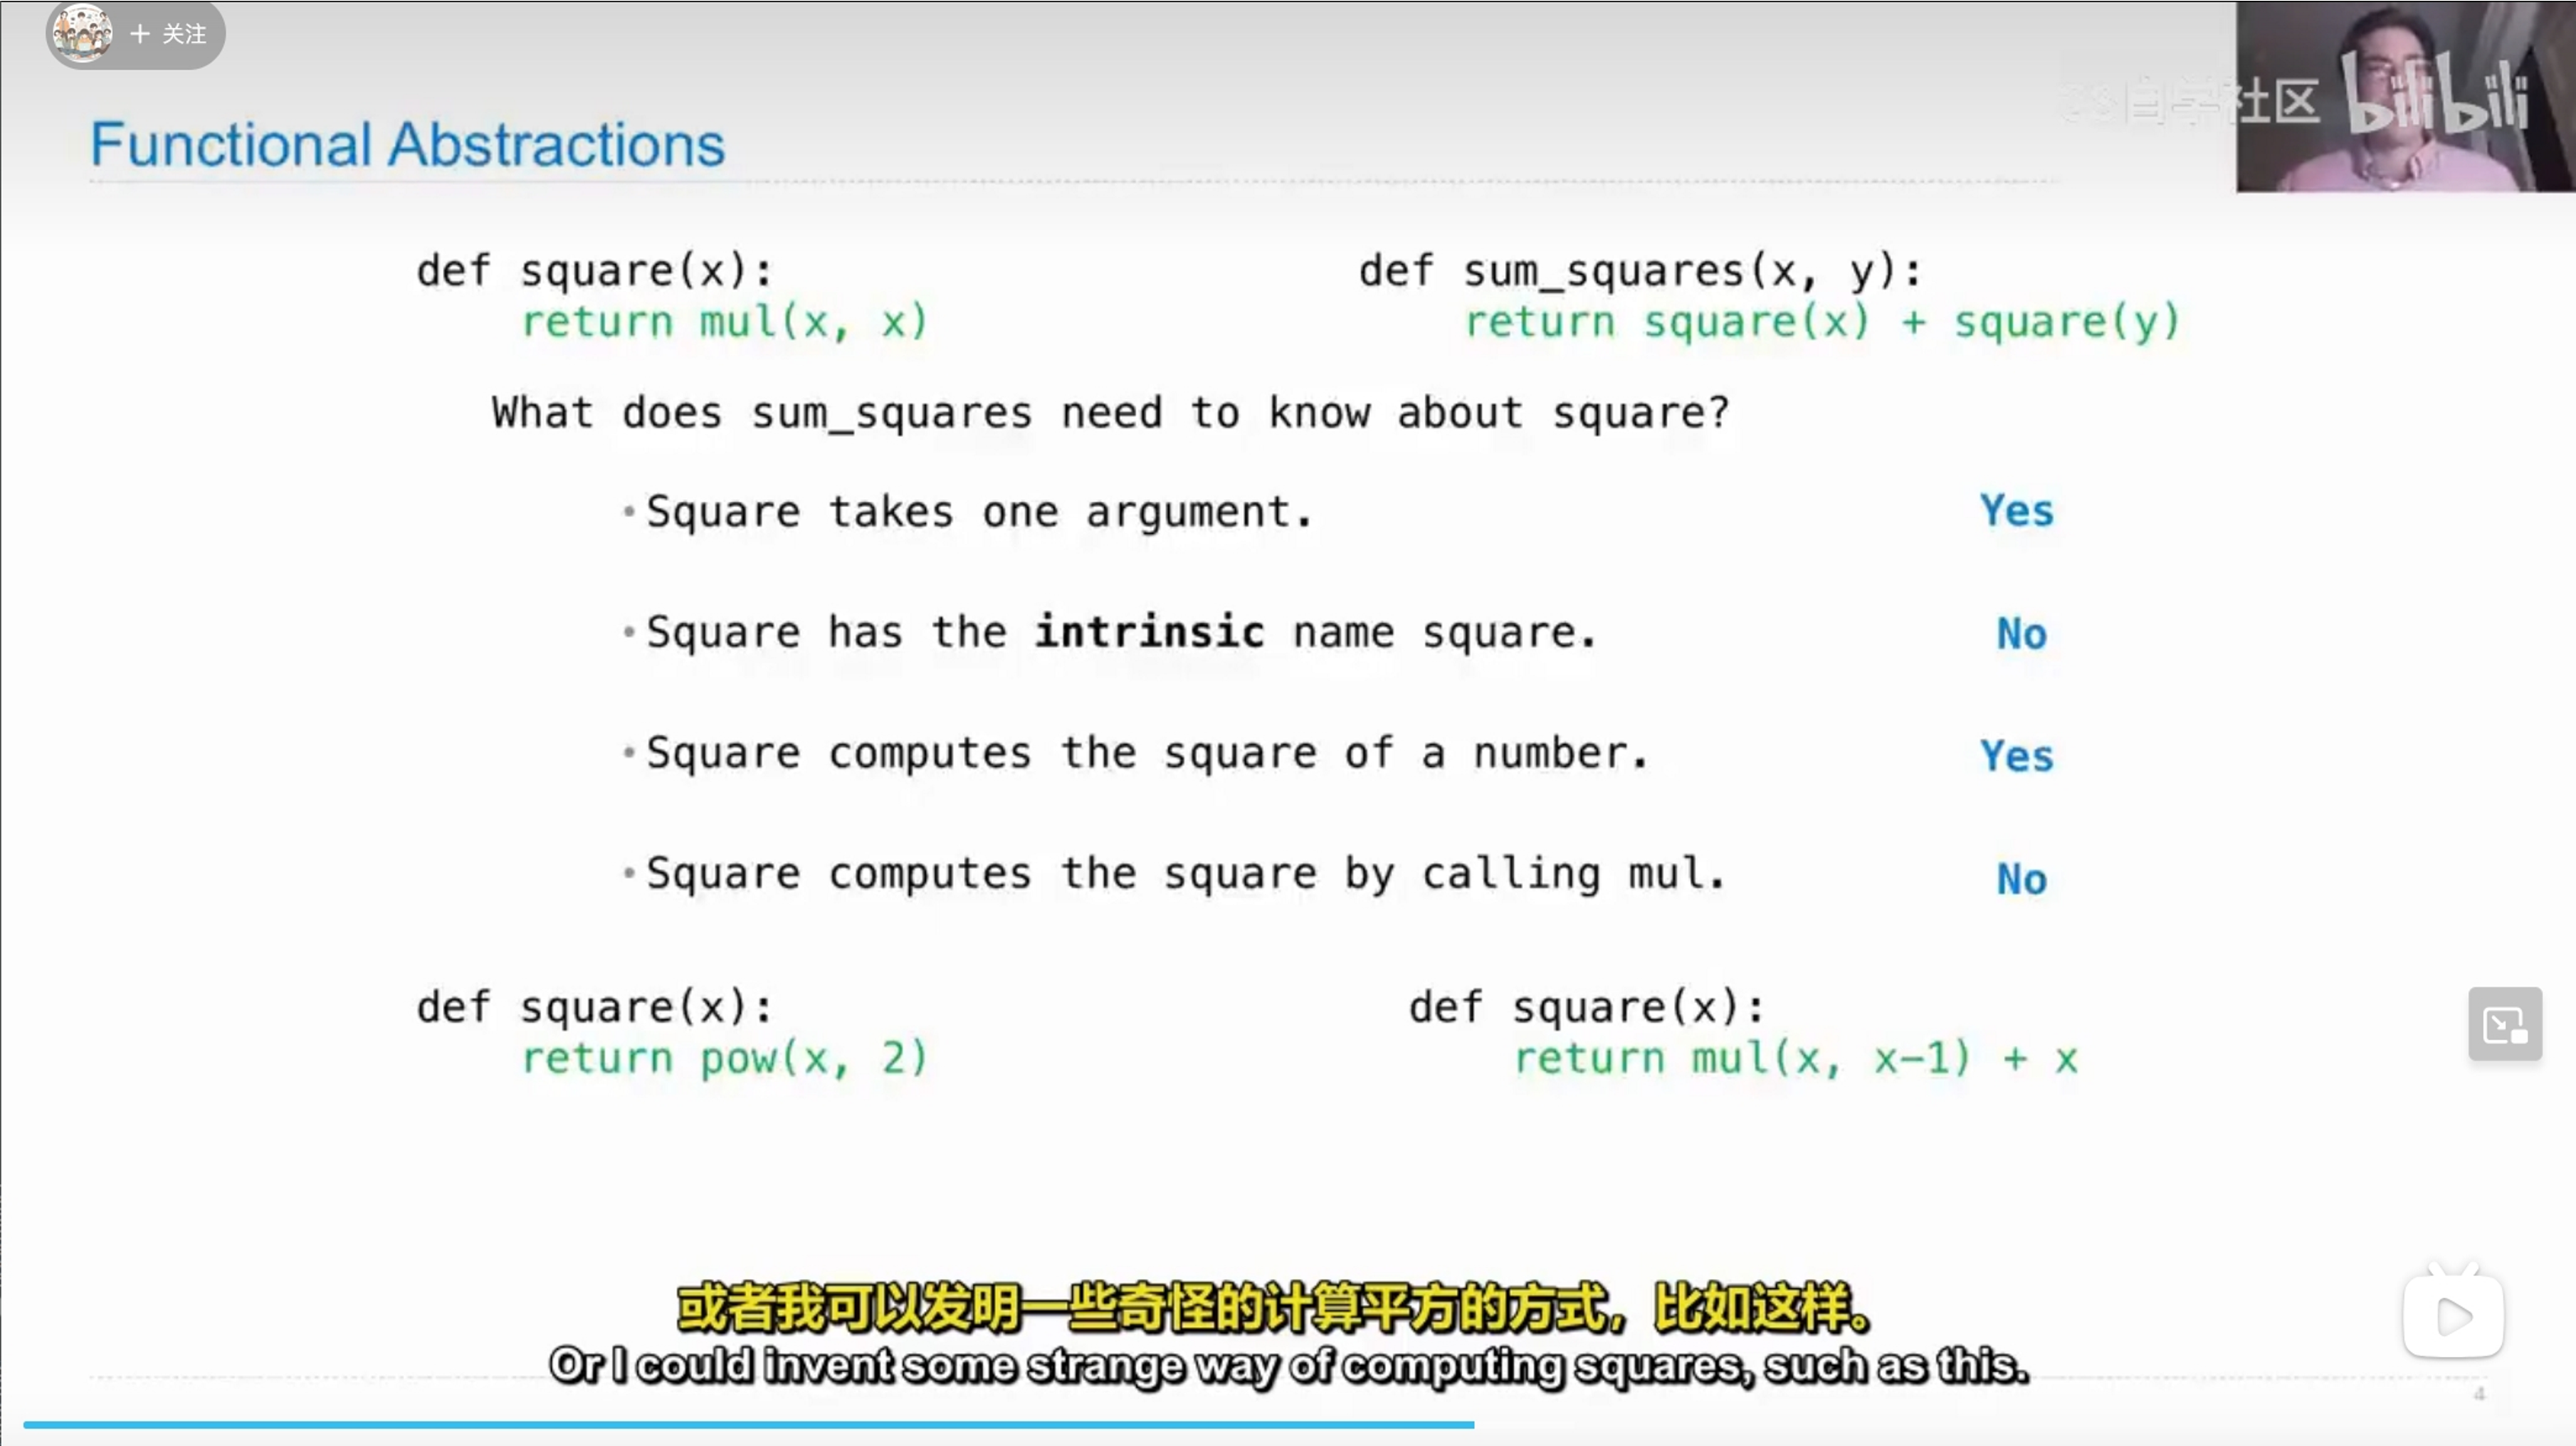 + 关注
自学社区 bilibili
Functional Abstractions
def square(x):
return mul(x, x)
def sum_squares(x, y):
return square(x) + square(y)
What does sum_squares need to know about square?
•Square takes one argument. Yes
•Square has the intrinsic name square. No
•Square computes the square of a number. Yes
•Square computes the square by calling mul. No
def square(x):
return pow(x, 2)
def square(x):
return mul(x, x-1) + x
或者我可以发明一些奇怪的计算平方的方式，比如这样。
Or I could invent some strange way of computing squares, such as this.
4